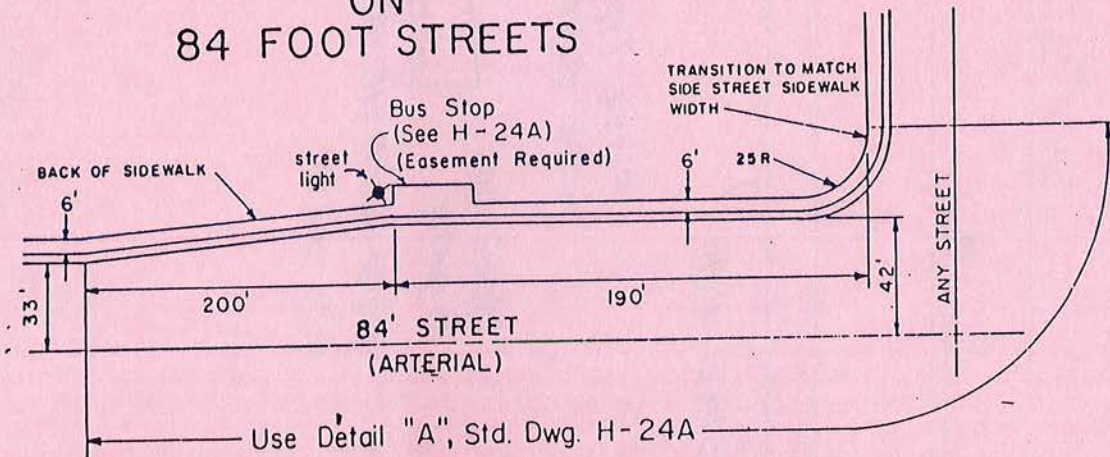 ON
84 FOOT STREETS
TRANSITION TO MATCH
SIDE STREET SIDEWALK
WIDTH
Bus Stop
(See H-24A)
(Easement Required)
street
light
BACK OF SIDEWALK
6'
6'
25 R
ANY STREET
33'
42'
200'
190'
84' STREET
(ARTERIAL)
Use Detail "A", Std. Dwg. H-24A